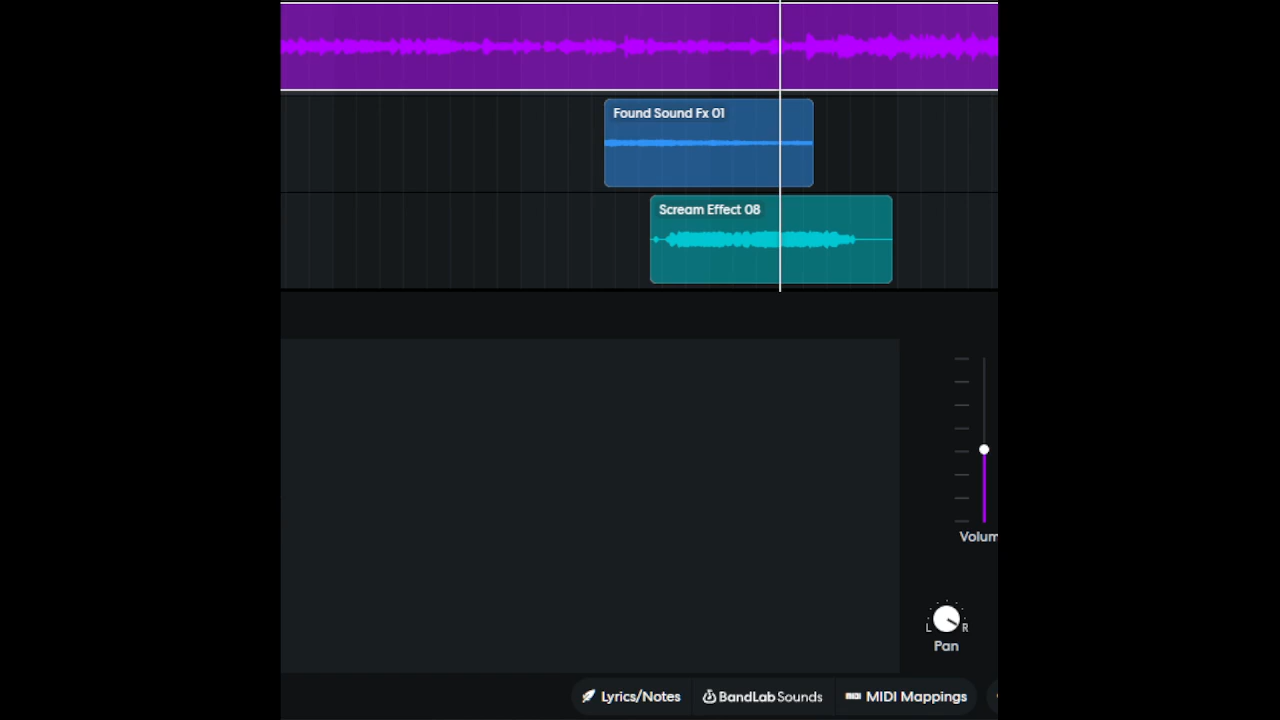 Found Sound Fx 01
Scream Effect 08
Volum
L R
Pan
Lyrics/Notes BandLab Sounds MIDI Mappings